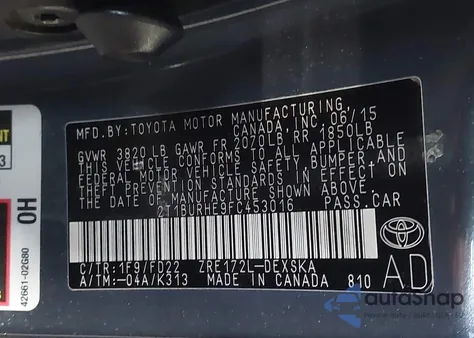 MFD.BY:TOYOTA MOTOR MANUFACTURING,
CANADA, INC. 06/15
GVWR 3820 LB GAWR FR 2020LB RR 1850LB
THIS VEHICLE CONFORMS TO ALL APPLICABLE
FEDERAL MOTOR VEHICLE SAFETY, BUMPER, AND
THEFT PREVENTION STANDARDS IN EFFECT ON
THE DATE OF MANUFACTURE SHOWN ABOVE.
2T1BURHE9FC453016 PASS.CAR
C/TR:1F9/FD22 ZRE172L-DEXSKA
A/TM:-04A/K313 MADE IN CANADA 810
AD
OH
42661-02G80
autosnap